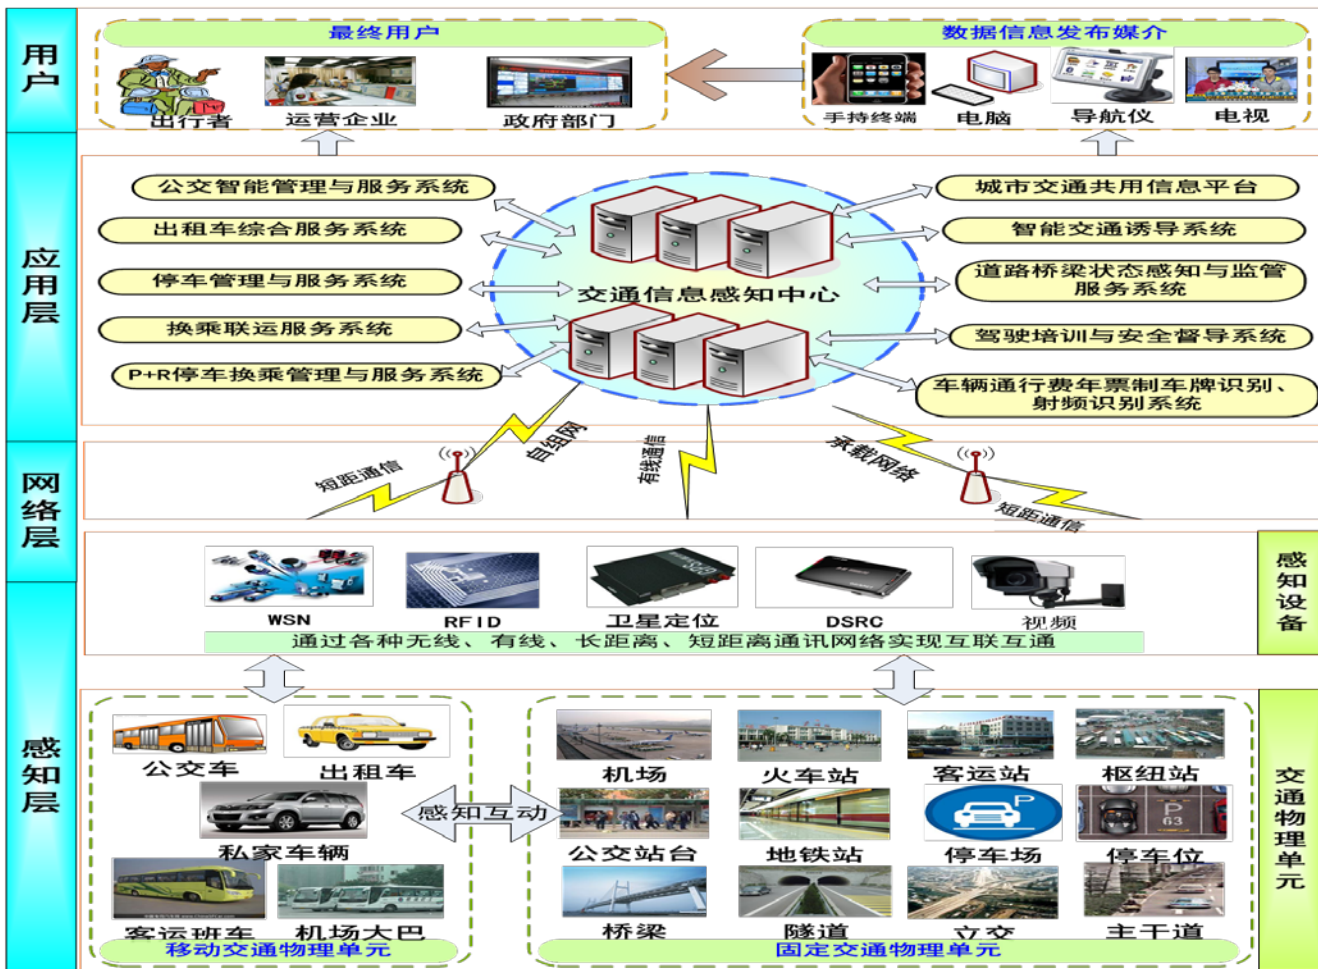 用户
最终用户
数据信息发布媒介
出行者
运营企业
政府部门
手持终端
电脑
导航仪
电视
应用层
公交智能管理与服务系统
出租车综合服务系统
停车管理与服务系统
换乘联运服务系统
P+R停车换乘管理与服务系统
交通信息感知中心
城市交通共用信息平台
智能交通诱导系统
道路桥梁状态感知与监管
服务系统
驾驶培训与安全督导系统
车辆通行费年票制车牌识别、
射频识别系统
网络层
短距通信
自组网
有线通信
承载网络
短距通信
感知设备
WSN
RFID
卫星定位
DSRC
视频
通过各种无线、有线、长距离、短距离通讯网络实现互联互通
感知层
公交车
出租车
私家车辆
客运班车
机场大巴
移动交通物理单元
感知互动
机场
火车站
客运站
枢纽站
公交站台
地铁站
P
停车场
P
63
停车位
桥梁
隧道
立交
主干道
固定交通物理单元
交通物理单元